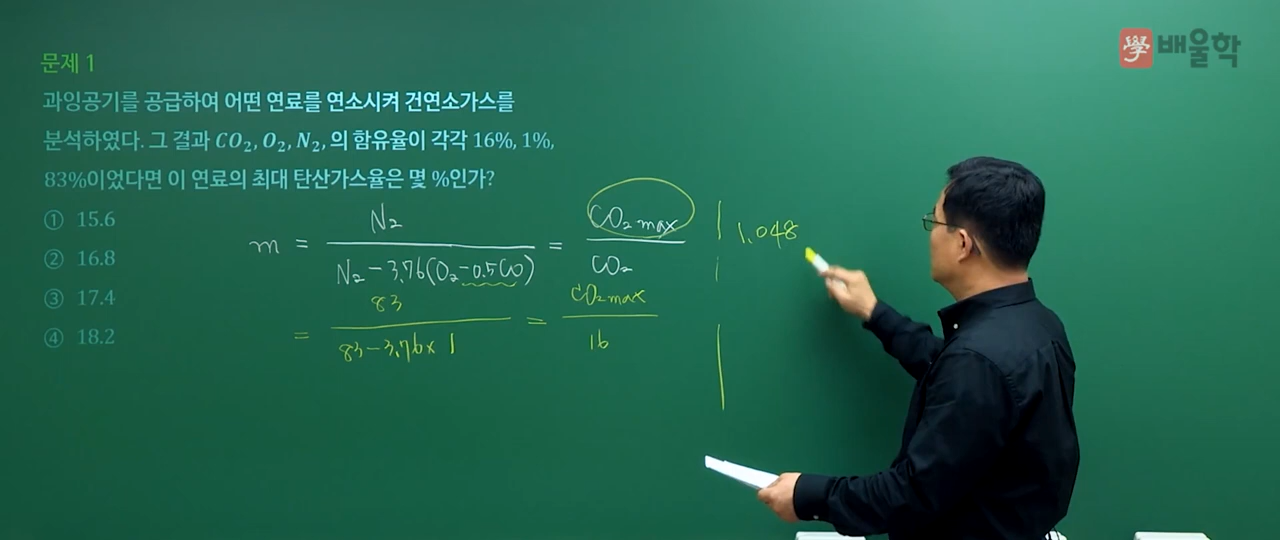 學 배울학
문제 1
과잉공기를 공급하여 어떤 연료를 연소시켜 건연소가스를
분석하였다. 그 결과 CO₂, O₂, N₂, 의 함유율이 각각 16%, 1%,
83%이었다면 이 연료의 최대 탄산가스율은 몇 %인가?
① 15.6
② 16.8
③ 17.4
④ 18.2
m = N₂ / N₂ - 3.76(O₂ - 0.5CO) = CO₂ max / CO₂
= 83 / 83 - 3.76 × 1 = CO₂ max / 16
1.048